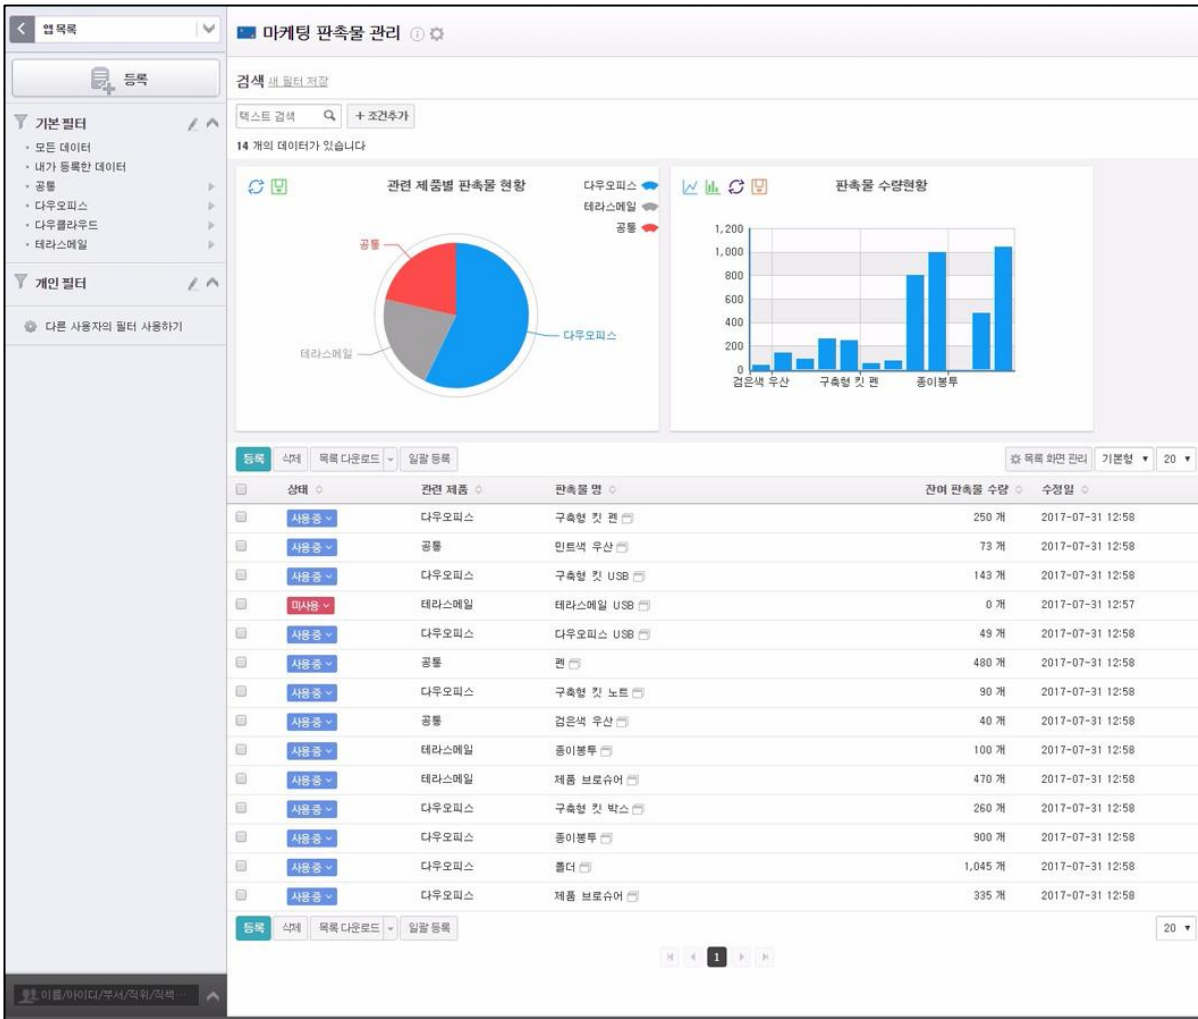 앱 목록
등록
기본 필터
모든 데이터
내가 등록한 데이터
공통
다우오피스
다우클라우드
테라스메일
개인 필터
다른 사용자의 필터 사용하기
이름/아이디/부서/직위/직책...
마케팅 판촉물 관리
검색 새 필터 저장
텍스트 검색 + 조건추가
14 개의 데이터가 있습니다
관련 제품별 판촉물 현황
다우오피스
테라스메일
공통
공통
테라스메일
다우오피스
판촉물 수량현황
1,200
1,000
800
600
400
200
0
검은색 우산 구축형 킷 펜 종이봉투
등록 삭제 목록 다운로드 일괄 등록 목록 화면 관리 기본형 20
상태 관련 제품 판촉물 명 잔여 판촉물 수량 수정일
사용중 다우오피스 구축형 킷 펜 250 개 2017-07-31 12:58
사용중 공통 민트색 우산 73 개 2017-07-31 12:58
사용중 다우오피스 구축형 킷 USB 143 개 2017-07-31 12:58
미사용 테라스메일 테라스메일 USB 0 개 2017-07-31 12:57
사용중 다우오피스 다우오피스 USB 49 개 2017-07-31 12:58
사용중 공통 펜 480 개 2017-07-31 12:58
사용중 다우오피스 구축형 킷 노트 90 개 2017-07-31 12:58
사용중 공통 검은색 우산 40 개 2017-07-31 12:58
사용중 테라스메일 종이봉투 100 개 2017-07-31 12:58
사용중 테라스메일 제품 브로슈어 470 개 2017-07-31 12:58
사용중 다우오피스 구축형 킷 박스 260 개 2017-07-31 12:58
사용중 다우오피스 종이봉투 900 개 2017-07-31 12:58
사용중 다우오피스 폴더 1,045 개 2017-07-31 12:58
사용중 다우오피스 제품 브로슈어 335 개 2017-07-31 12:58
등록 삭제 목록 다운로드 일괄 등록 20
1